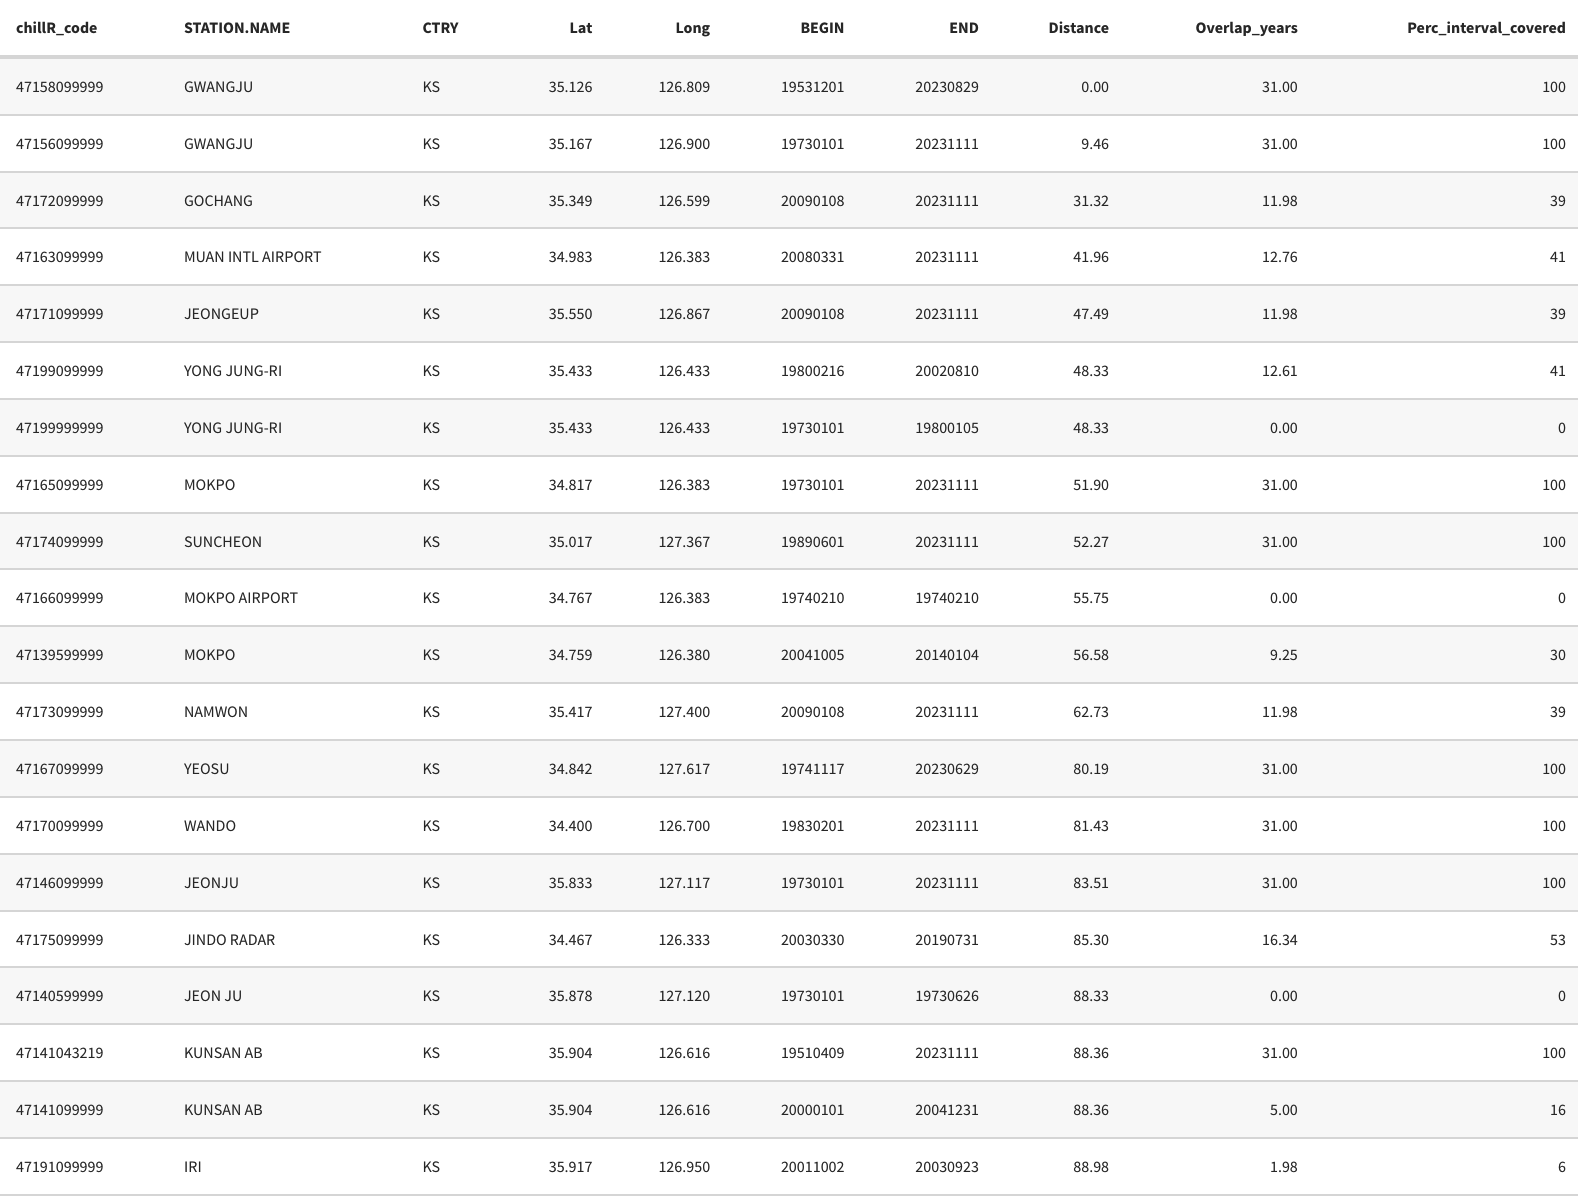 chillR_code STATION.NAME CTRY Lat Long BEGIN END Distance Overlap_years Perc_interval_covered
47158099999 GWANGJU KS 35.126 126.809 19531201 20230829 0.00 31.00 100
47156099999 GWANGJU KS 35.167 126.900 19730101 20231111 9.46 31.00 100
47172099999 GOCHANG KS 35.349 126.599 20090108 20231111 31.32 11.98 39
47163099999 MUAN INTL AIRPORT KS 34.983 126.383 20080331 20231111 41.96 12.76 41
47171099999 JEONGEUP KS 35.550 126.867 20090108 20231111 47.49 11.98 39
47199099999 YONG JUNG-RI KS 35.433 126.433 19800216 20020810 48.33 12.61 41
47199999999 YONG JUNG-RI KS 35.433 126.433 19730101 19800105 48.33 0.00 0
47165099999 MOKPO KS 34.817 126.383 19730101 20231111 51.90 31.00 100
47174099999 SUNCHEON KS 35.017 127.367 19890601 20231111 52.27 31.00 100
47166099999 MOKPO AIRPORT KS 34.767 126.383 19740210 19740210 55.75 0.00 0
47139599999 MOKPO KS 34.759 126.380 20041005 20140104 56.58 9.25 30
47173099999 NAMWON KS 35.417 127.400 20090108 20231111 62.73 11.98 39
47167099999 YEOSU KS 34.842 127.617 19741117 20230629 80.19 31.00 100
47170099999 WANDO KS 34.400 126.700 19830201 20231111 81.43 31.00 100
47146099999 JEONJU KS 35.833 127.117 19730101 20231111 83.51 31.00 100
47175099999 JINDO RADAR KS 34.467 126.333 20030330 20190731 85.30 16.34 53
47140599999 JEON JU KS 35.878 127.120 19730101 19730626 88.33 0.00 0
47141043219 KUNSAN AB KS 35.904 126.616 19510409 20231111 88.36 31.00 100
47141099999 KUNSAN AB KS 35.904 126.616 20000101 20041231 88.36 5.00 16
47191099999 IRI KS 35.917 126.950 20011002 20030923 88.98 1.98 6